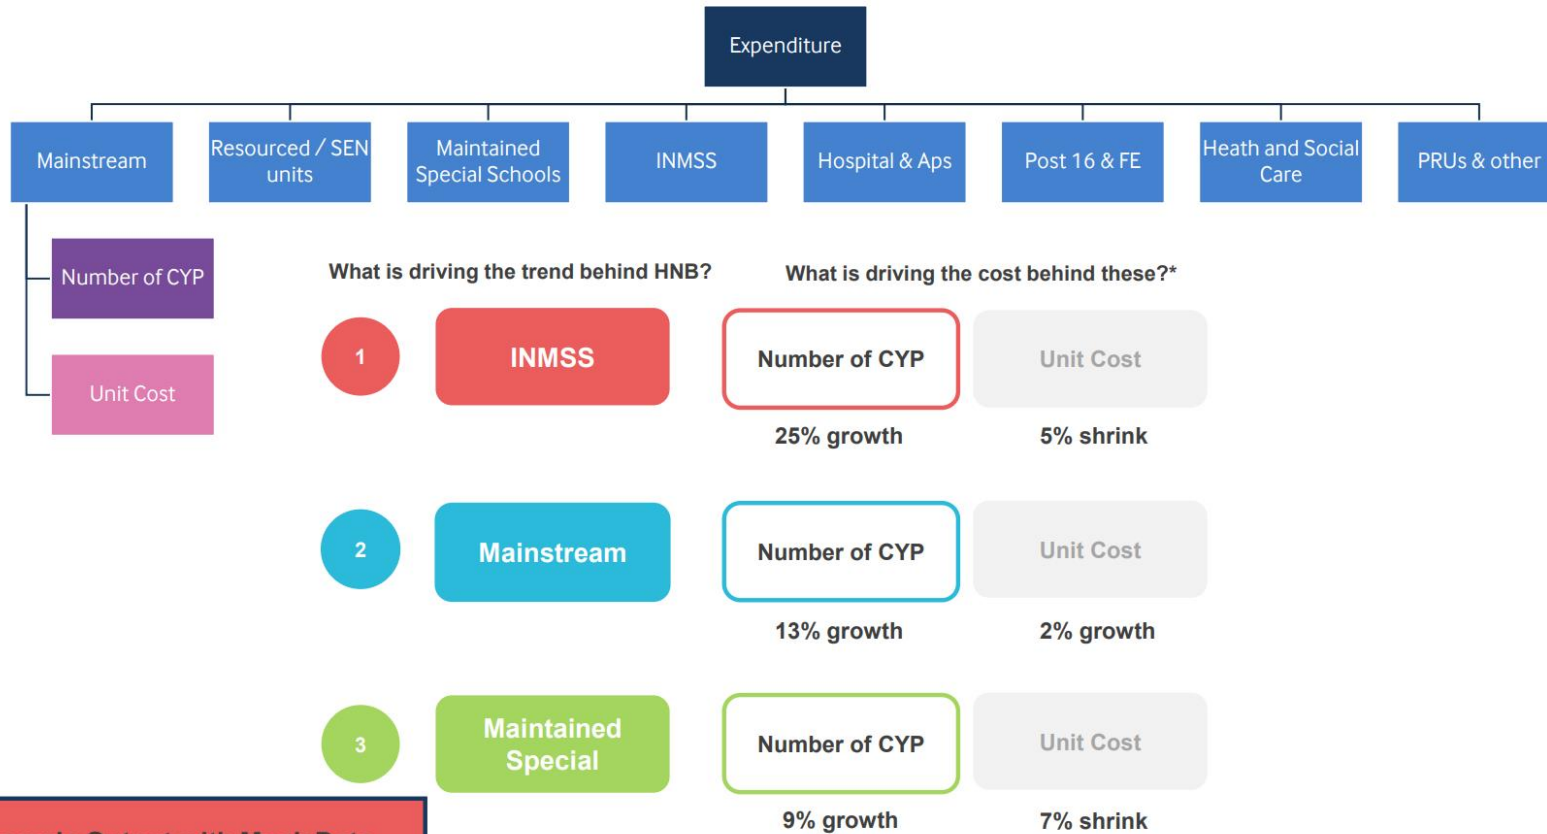 Expenditure
Mainstream
Resourced / SEN
units
Maintained
Special Schools
INMSS
Hospital & Aps
Post 16 & FE
Heath and Social
Care
PRUs & other
Number of CYP
Unit Cost
What is driving the trend behind HNB?
What is driving the cost behind these?*
1
INMSS
Number of CYP
Unit Cost
25% growth
5% shrink
2
Mainstream
Number of CYP
Unit Cost
13% growth
2% growth
3
Maintained
Special
Number of CYP
Unit Cost
9% growth
7% shrink